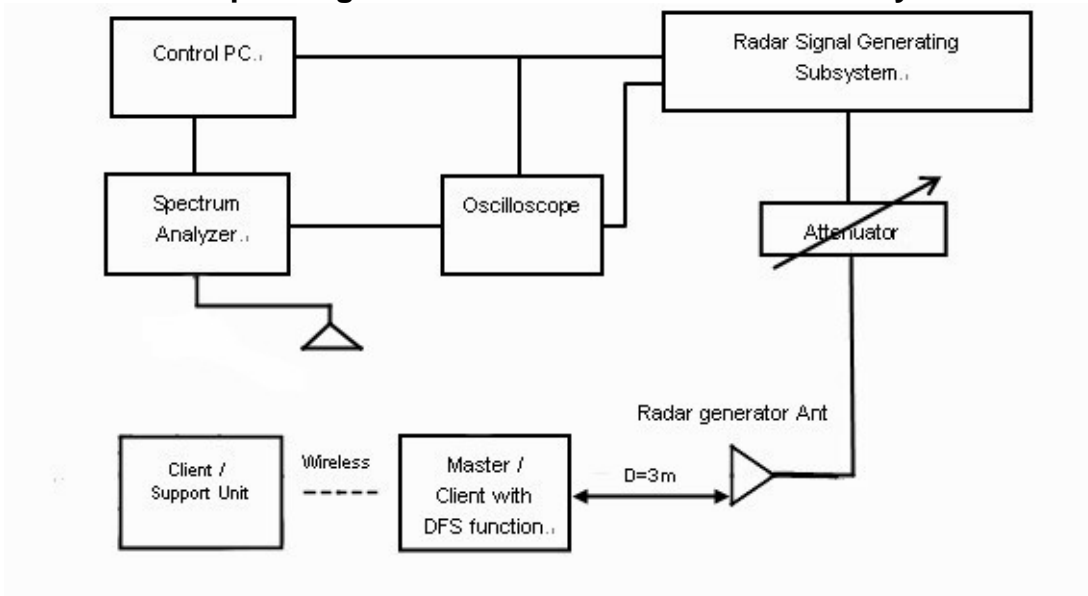 Control PC.
Radar Signal Generating
Subsystem.
Spectrum
Analyzer.
Oscilloscope
Attenuator
Radar generator Ant
Client /
Support Unit
Wireless
Master /
Client with
DFS function.
D=3m